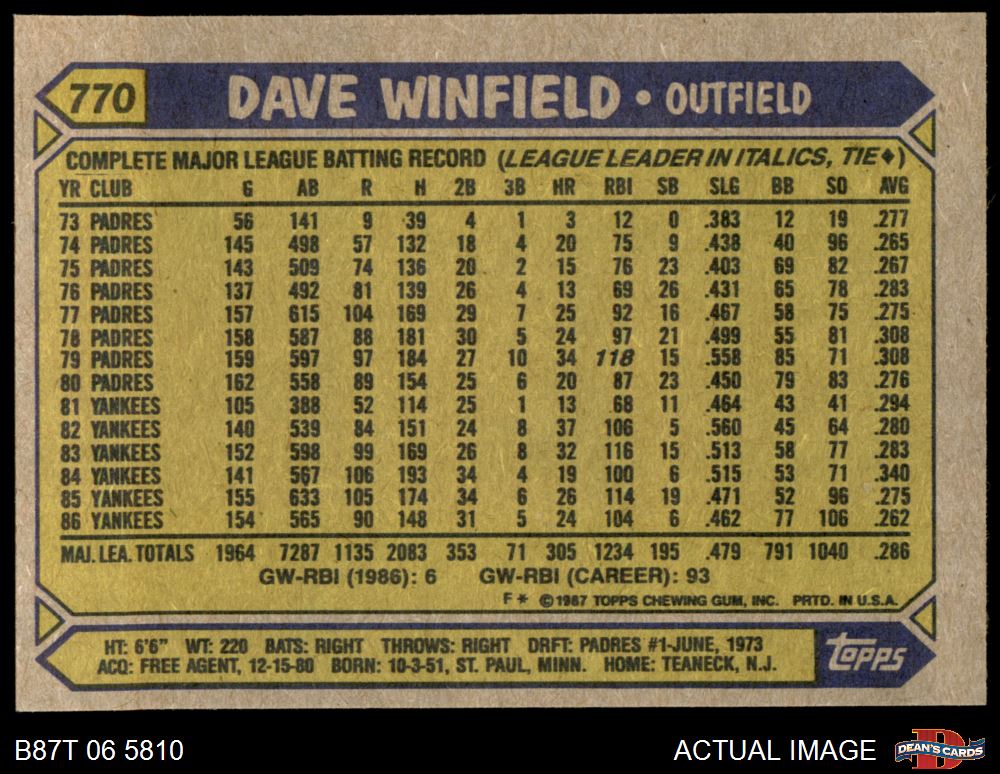 770 DAVE WINFIELD • OUTFIELD
COMPLETE MAJOR LEAGUE BATTING RECORD (LEAGUE LEADER IN ITALICS, TIE♦)
YR CLUB G AB R H 2B 3B HR RBI SB SLG BB SO AVG
73 PADRES 56 141 9 39 4 1 3 12 0 .383 12 19 .277
74 PADRES 145 498 57 132 18 4 20 75 9 .438 40 96 .265
75 PADRES 143 509 74 136 20 2 15 76 23 .403 69 82 .267
76 PADRES 137 492 81 139 26 4 13 69 26 .431 65 78 .283
77 PADRES 157 615 104 169 29 7 25 92 16 .467 58 75 .275
78 PADRES 158 587 88 181 30 5 24 97 21 .499 55 81 .308
79 PADRES 159 597 97 184 27 10 34 118 15 .558 85 71 .308
80 PADRES 162 558 89 154 25 6 20 87 23 .450 79 83 .276
81 YANKEES 105 388 52 114 25 1 13 68 11 .464 43 41 .294
82 YANKEES 140 539 84 151 24 8 37 106 5 .560 45 64 .280
83 YANKEES 152 598 99 169 26 8 32 116 15 .513 58 77 .283
84 YANKEES 141 567 106 193 34 4 19 100 6 .515 53 71 .340
85 YANKEES 155 633 105 174 34 6 26 114 19 .471 52 96 .275
86 YANKEES 154 565 90 148 31 5 24 104 6 .462 77 106 .262
MAJ. LEA. TOTALS 1964 7287 1135 2083 353 71 305 1234 195 .479 791 1040 .286
GW-RBI (1986): 6 GW-RBI (CAREER): 93
F* ©1987 TOPPS CHEWING GUM, INC. PRTD. IN U.S.A.
HT: 6'6" WT: 220 BATS: RIGHT THROWS: RIGHT DRFT: PADRES #1-JUNE, 1973
ACQ: FREE AGENT, 12-15-80 BORN: 10-3-51, ST. PAUL, MINN. HOME: TEANECK, N.J.
topps
B87T 06 5810 ACTUAL IMAGE DEAN'S CARDS